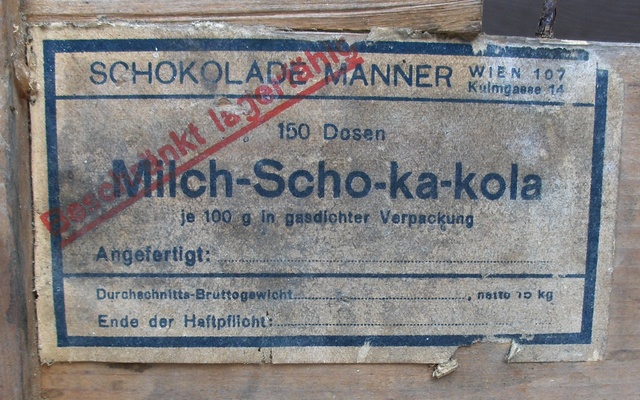 SCHOKOLADE MANNER
WIEN 107
Kulmgasse 14
Beschränkt lagerfähig
150 Dosen
Milch-Scho-ka-kola
je 100 g in gasdichter Verpackung
Angefertigt:
Durchschnitts-Bruttogewicht, netto 15 kg
Ende der Haftpflicht: